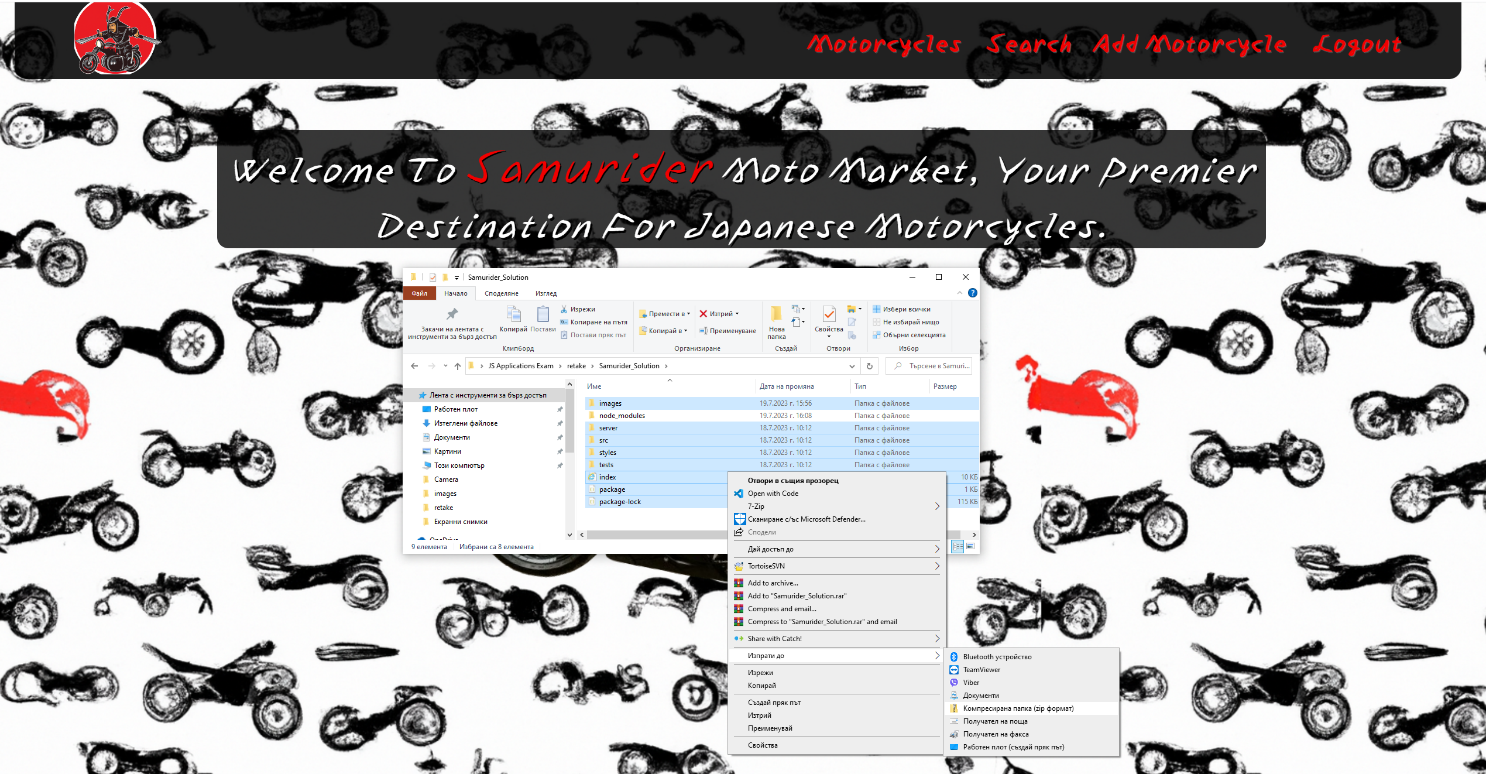 Motorcycles Search Add Motorcycle Logout
Welcome To Samurider Moto Market, Your Premier
Destination For Japanese Motorcycles.
Samurider_Solution
Файл Начало Споделяне Изглед
Закачи на лентата с
инструменти за бърз достъп
Копирай Постави
Изрежи
Копиране на пътя
Постави пряк път
Премести в
Копирай в
Изтрий
Преименуване
Нова
папка
Свойства
Избери всички
Не избирай нищо
Обърни селекцията
Клипборд Организиране Създай Отвори Избор
JS Applications Exam retake Samurider_Solution
Търсене в Samuri...
Лента с инструменти за бърз достъп
Работен плот
Изтеглени файлове
Документи
Картини
Този компютър
Camera
images
retake
Екранни снимки
OneDrive
Име Дата на промяна Тип Размер
images 19.7.2023 г. 15:56 Папка с файлове
node_modules 19.7.2023 г. 16:08 Папка с файлове
server 18.7.2023 г. 10:12 Папка с файлове
src 18.7.2023 г. 10:12 Папка с файлове
styles 18.7.2023 г. 10:12 Папка с файлове
tests 18.7.2023 г. 10:12 Папка с файлове
index 10 КБ
package 1 КБ
package-lock 115 КБ
9 елемента Избрани са 8 елемента
Отвори в същия прозорец
Open with Code
7-Zip
Сканиране с/ъс Microsoft Defender...
Сподели
Дай достъп до
TortoiseSVN
Add to archive...
Add to "Samurider_Solution.rar"
Compress and email...
Compress to "Samurider_Solution.rar" and email
Share with Catch!
Изпрати до
Изрежи
Копирай
Създай пряк път
Изтрий
Преименувай
Свойства
Bluetooth устройство
TeamViewer
Viber
Документи
Компресирана папка (zip формат)
Получател на поща
Получател на факса
Работен плот (създай пряк път)